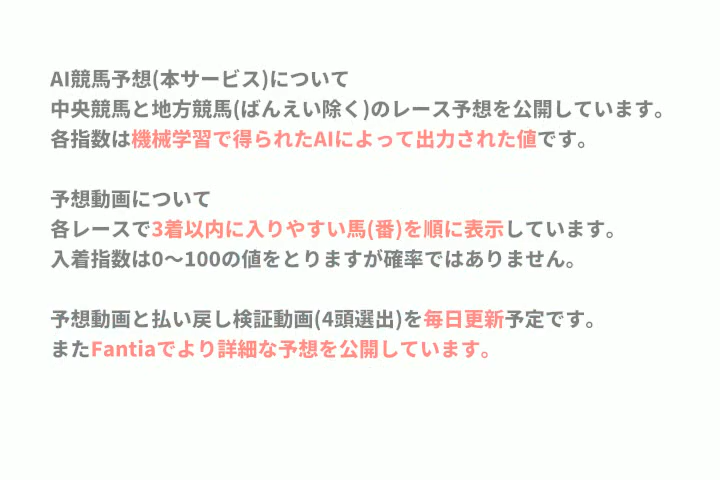 AI競馬予想(本サービス)について
中央競馬と地方競馬(ばんえい除く)のレース予想を公開しています。
各指数は機械学習で得られたAIによって出力された値です。
予想動画について
各レースで3着以内に入りやすい馬(番)を順に表示しています。
入着指数は0〜100の値をとりますが確率ではありません。
予想動画と払い戻し検証動画(4頭選出)を毎日更新予定です。
またFantiaでより詳細な予想を公開しています。